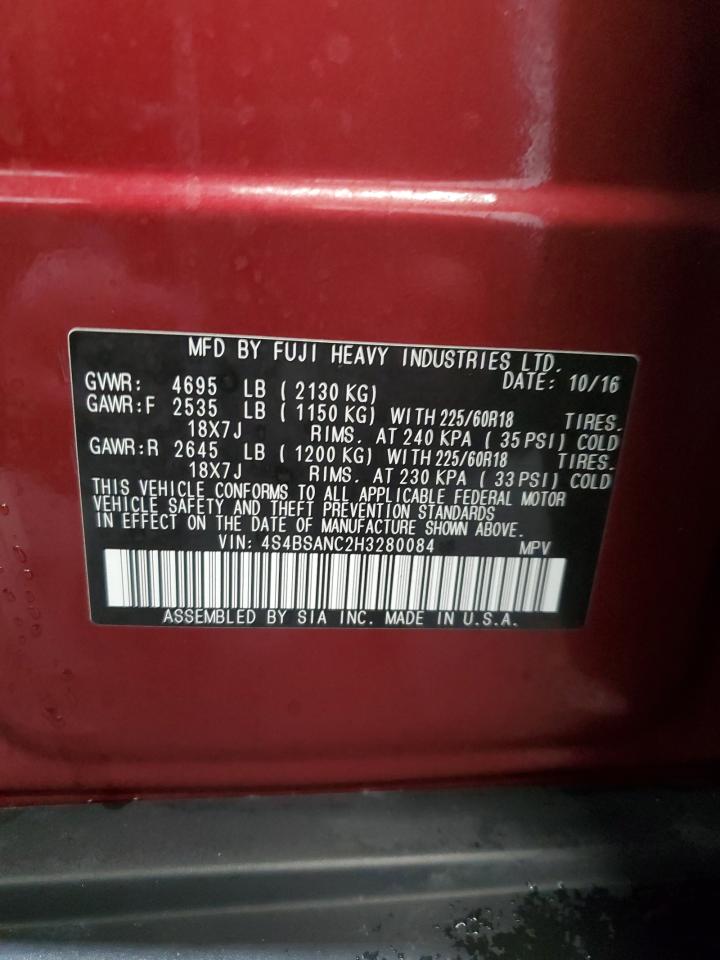 MFD BY FUJI HEAVY INDUSTRIES LTD.
DATE: 10/16
GVWR: 4695 LB ( 2130 KG)
GAWR:F 2535 LB ( 1150 KG) WITH 225/60R18 TIRES.
18X7J RIMS. AT 240 KPA ( 35 PSI) COLD
GAWR:R 2645 LB ( 1200 KG) WITH 225/60R18 TIRES.
18X7J RIMS. AT 230 KPA ( 33 PSI) COLD
THIS VEHICLE CONFORMS TO ALL APPLICABLE FEDERAL MOTOR
VEHICLE SAFETY AND THEFT PREVENTION STANDARDS
IN EFFECT ON THE DATE OF MANUFACTURE SHOWN ABOVE.
VIN: 4S4BSANC2H3280084 MPV
ASSEMBLED BY SIA INC. MADE IN U.S.A.